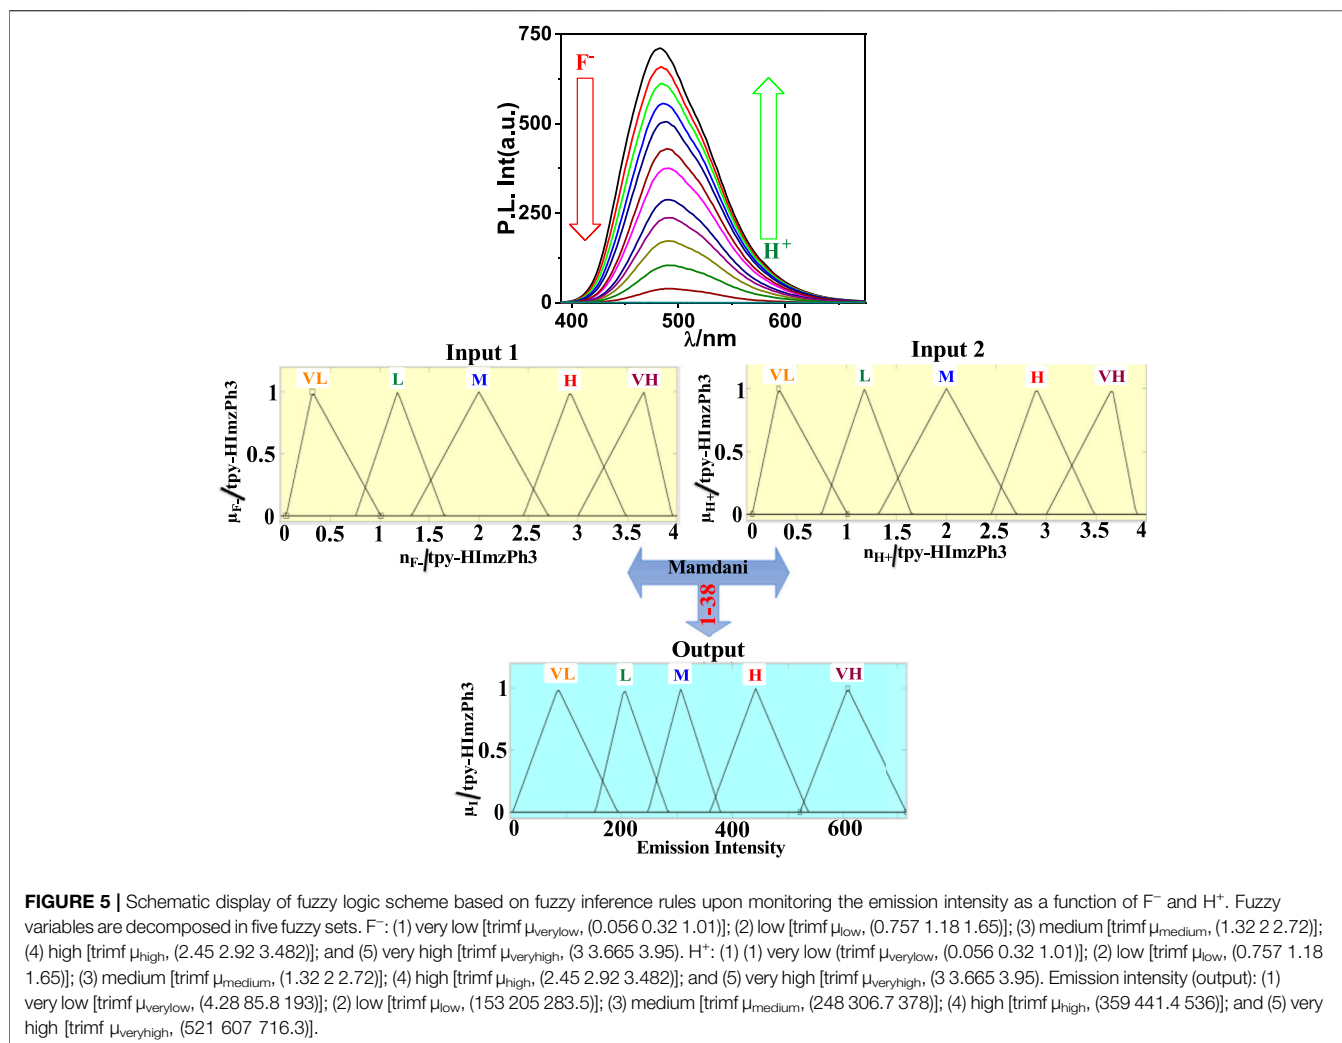 750
500
250
0
P.L. Int(a.u.)
F⁻
H⁺
400 500 600
λ/nm
Input 1
VL L M H VH
1
0.5
0
μF-/tpy-HImzPh3
0 0.5 1 1.5 2 2.5 3 3.5 4
nF-/tpy-HImzPh3
Input 2
VL L M H VH
1
0.5
0
μH+/tpy-HImzPh3
0 0.5 1 1.5 2 2.5 3 3.5 4
nH+/tpy-HImzPh3
Mamdani
1-38
Output
VL L M H VH
1
0.5
0
μI/tpy-HImzPh3
0 200 400 600
Emission Intensity
FIGURE 5 | Schematic display of fuzzy logic scheme based on fuzzy inference rules upon monitoring the emission intensity as a function of F⁻ and H⁺. Fuzzy
variables are decomposed in five fuzzy sets. F⁻: (1) very low [trimf μverylow, (0.056 0.32 1.01)]; (2) low [trimf μlow, (0.757 1.18 1.65)]; (3) medium [trimf μmedium, (1.32 2 2.72)];
(4) high [trimf μhigh, (2.45 2.92 3.482)]; and (5) very high [trimf μveryhigh, (3 3.665 3.95). H⁺: (1) (1) very low (trimf μverylow, (0.056 0.32 1.01)]; (2) low [trimf μlow, (0.757 1.18
1.65)]; (3) medium [trimf μmedium, (1.32 2 2.72)]; (4) high [trimf μhigh, (2.45 2.92 3.482)]; and (5) very high [trimf μveryhigh, (3 3.665 3.95). Emission intensity (output): (1)
very low [trimf μverylow, (4.28 85.8 193)]; (2) low [trimf μlow, (153 205 283.5)]; (3) medium [trimf μmedium, (248 306.7 378)]; (4) high [trimf μhigh, (359 441.4 536)]; and (5) very
high [trimf μveryhigh, (521 607 716.3)].